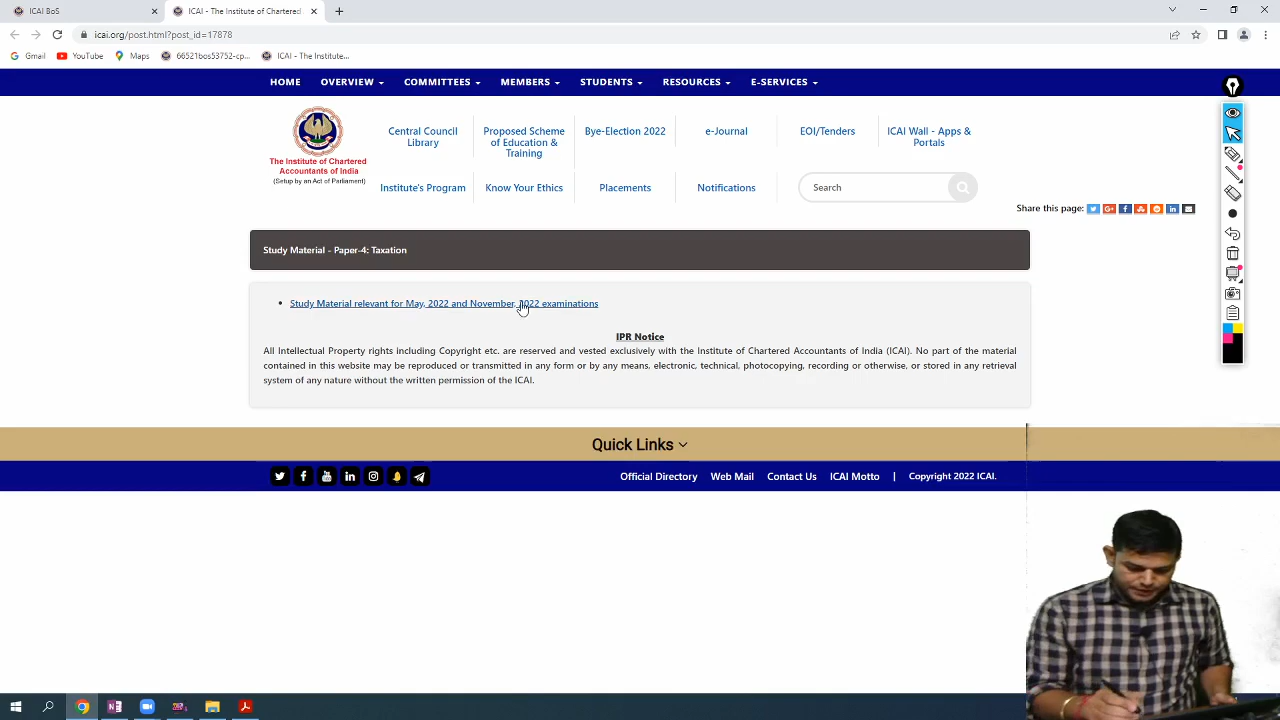 ICAI BoS
ICAI - The Institute of Chartered
icai.org/post.html?post_id=17878
Gmail
YouTube
Maps
66521bos53752-cp...
ICAI - The Institute...
HOME
OVERVIEW
COMMITTEES
MEMBERS
STUDENTS
RESOURCES
E-SERVICES
The Institute of Chartered
Accountants of India
(Setup by an Act of Parliament)
Central Council
Library
Proposed Scheme
of Education &
Training
Bye-Election 2022
e-Journal
EOI/Tenders
ICAI Wall - Apps &
Portals
Institute's Program
Know Your Ethics
Placements
Notifications
Search
Share this page:
Study Material - Paper-4: Taxation
Study Material relevant for May, 2022 and November, 2022 examinations
IPR Notice
All Intellectual Property rights including Copyright etc. are reserved and vested exclusively with the Institute of Chartered Accountants of India (ICAI). No part of the material
contained in this website may be reproduced or transmitted in any form or by any means, electronic, technical, photocopying, recording or otherwise, or stored in any retrieval
system of any nature without the written permission of the ICAI.
Quick Links
Official Directory
Web Mail
Contact Us
ICAI Motto
|
Copyright 2022 ICAI.